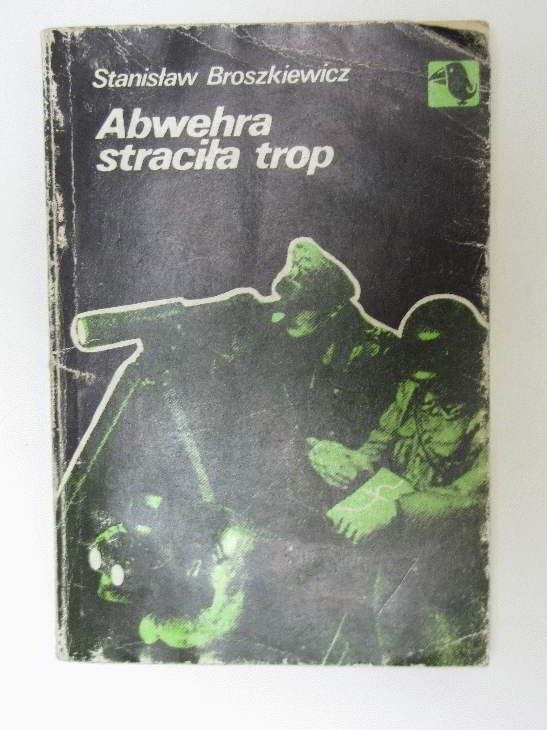 Stanisław Broszkiewicz
Abwehra
straciła trop